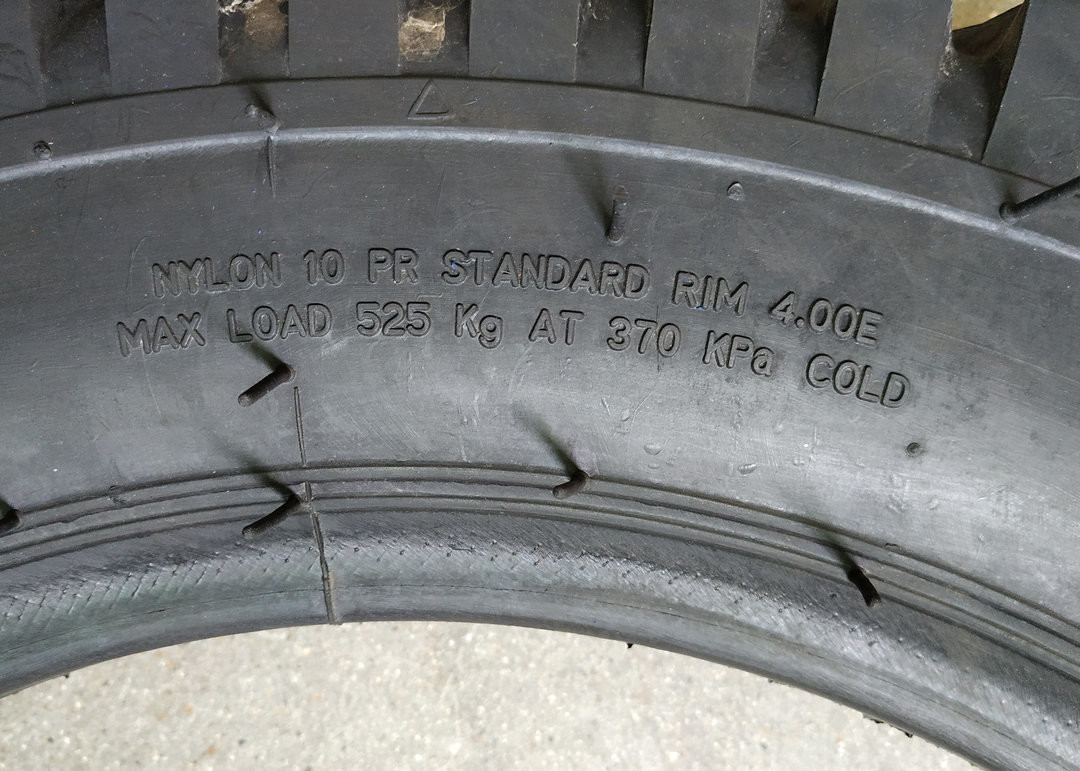 NYLON 10 PR STANDARD RIM 4.00E
MAX LOAD 525 Kg AT 370 KPa COLD